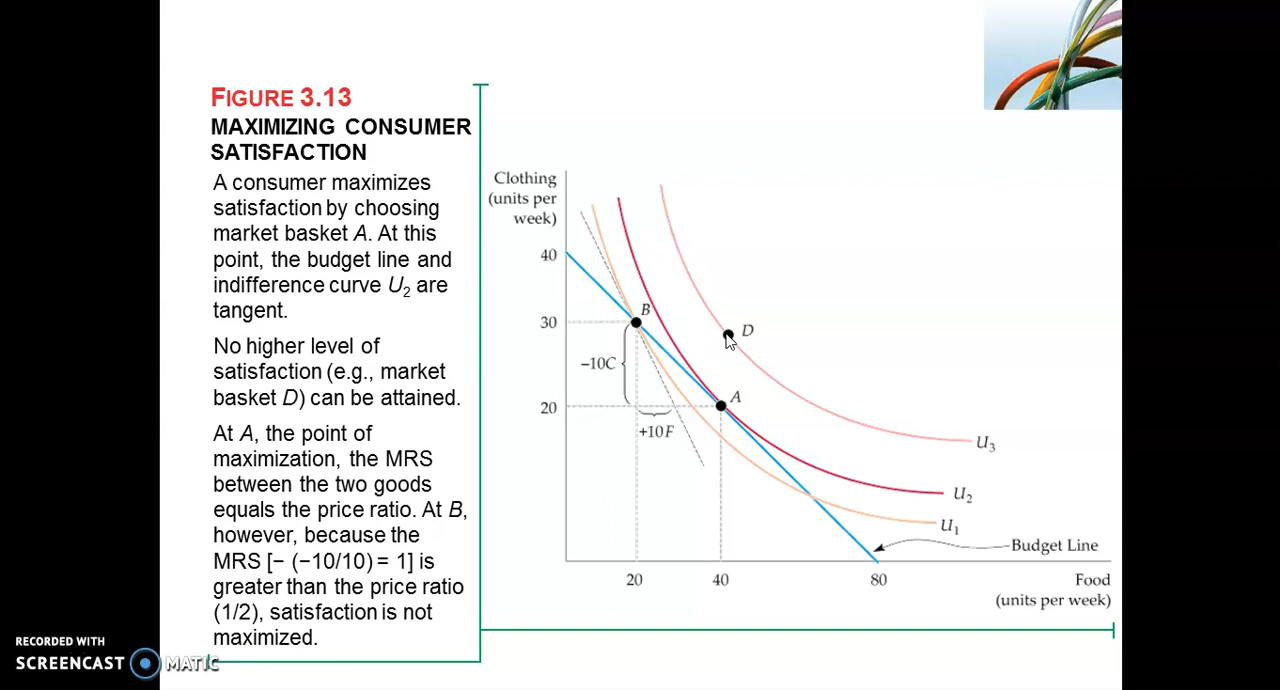 FIGURE 3.13
MAXIMIZING CONSUMER
SATISFACTION
A consumer maximizes
satisfaction by choosing
market basket A. At this
point, the budget line and
indifference curve U2 are
tangent.
No higher level of
satisfaction (e.g., market
basket D) can be attained.
At A, the point of
maximization, the MRS
between the two goods
equals the price ratio. At B,
however, because the
MRS [− (−10/10) = 1] is
greater than the price ratio
(1/2), satisfaction is not
maximized.
Clothing
(units per
week)
40
30
20
B
D
A
−10C
+10F
U3
U2
U1
Budget Line
20
40
80
Food
(units per week)
RECORDED WITH
SCREENCAST MATIC